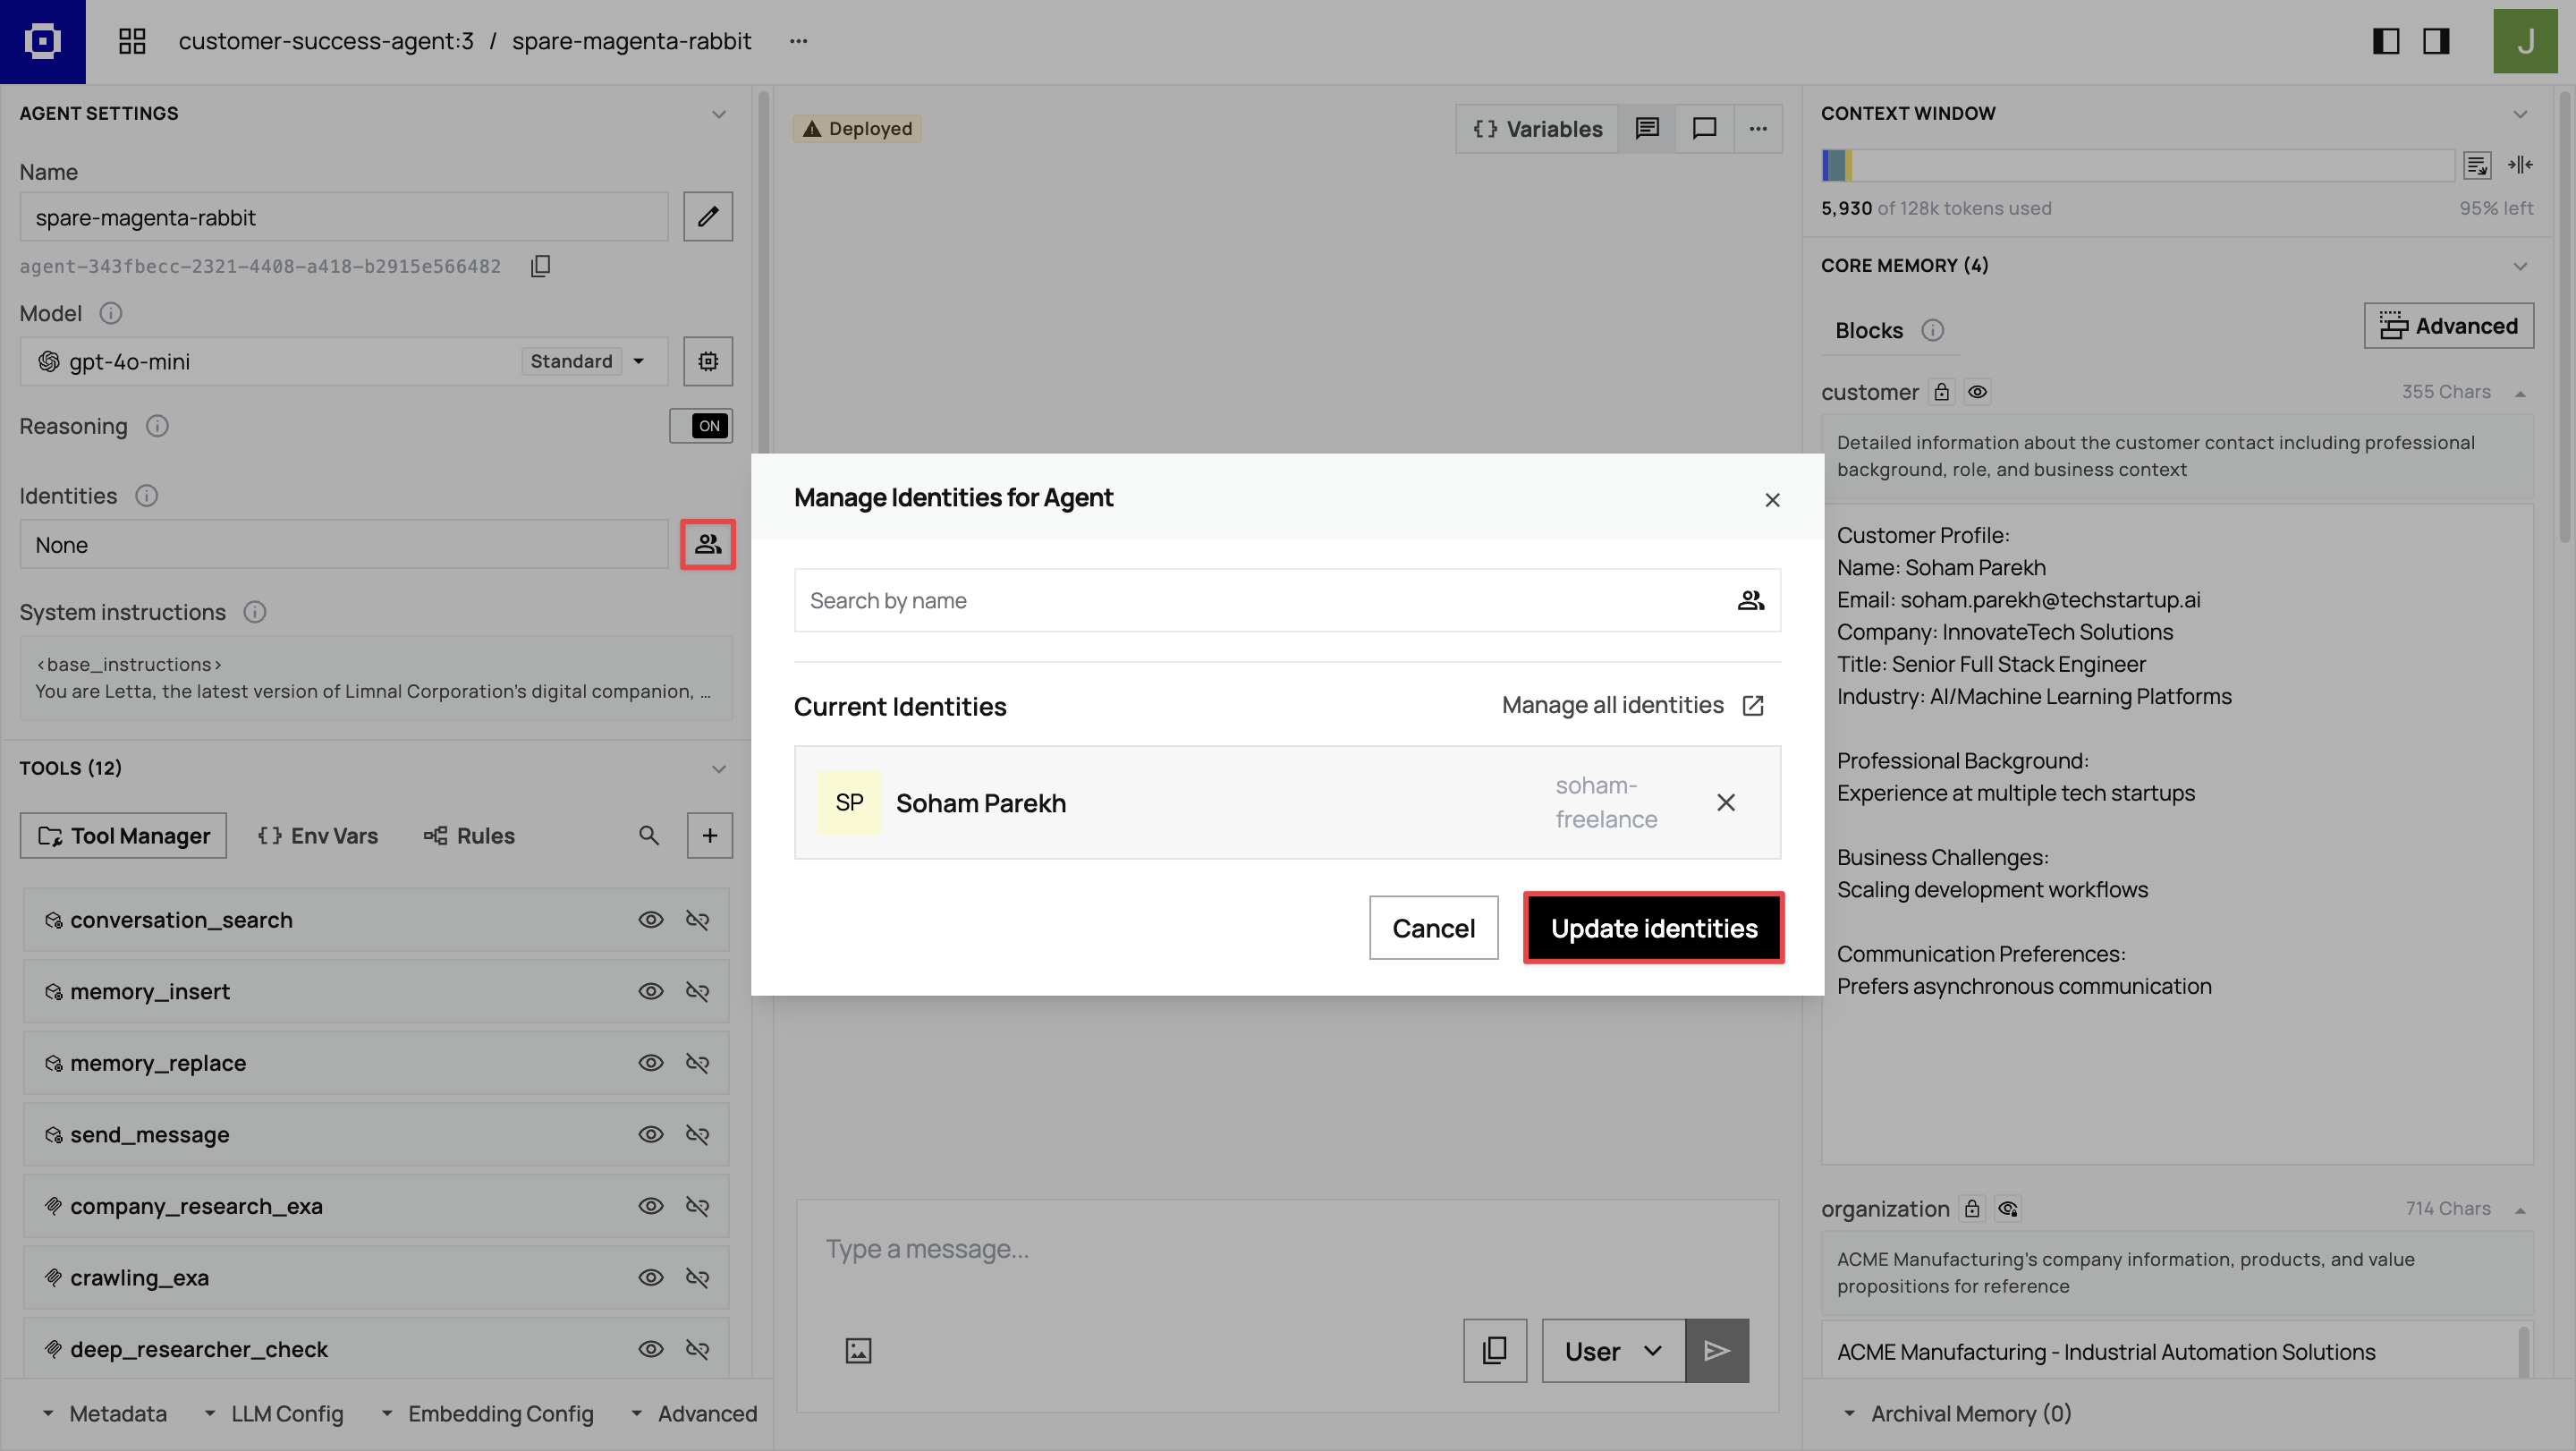 customer-success-agent:3 / spare-magenta-rabbit
J
AGENT SETTINGS
Name
spare-magenta-rabbit
agent-343fbecc-2321-4408-a418-b2915e566482
Model
gpt-4o-mini
Standard
Reasoning
ON
Identities
None
System instructions
<base_instructions>
You are Letta, the latest version of Limnal Corporation's digital companion, …
TOOLS (12)
Tool Manager
{} Env Vars
Rules
conversation_search
memory_insert
memory_replace
send_message
company_research_exa
crawling_exa
deep_researcher_check
Metadata
LLM Config
Embedding Config
Advanced
Deployed
{} Variables
Manage Identities for Agent
Search by name
Current Identities
Manage all identities
SP
Soham Parekh
soham-
freelance
Cancel
Update identities
Type a message...
User
CONTEXT WINDOW
5,930 of 128k tokens used
95% left
CORE MEMORY (4)
Blocks
Advanced
customer
355 Chars
Detailed information about the customer contact including professional
background, role, and business context
Customer Profile:
Name: Soham Parekh
Email: soham.parekh@techstartup.ai
Company: InnovateTech Solutions
Title: Senior Full Stack Engineer
Industry: AI/Machine Learning Platforms
Professional Background:
Experience at multiple tech startups
Business Challenges:
Scaling development workflows
Communication Preferences:
Prefers asynchronous communication
organization
714 Chars
ACME Manufacturing's company information, products, and value
propositions for reference
ACME Manufacturing - Industrial Automation Solutions
Archival Memory (0)